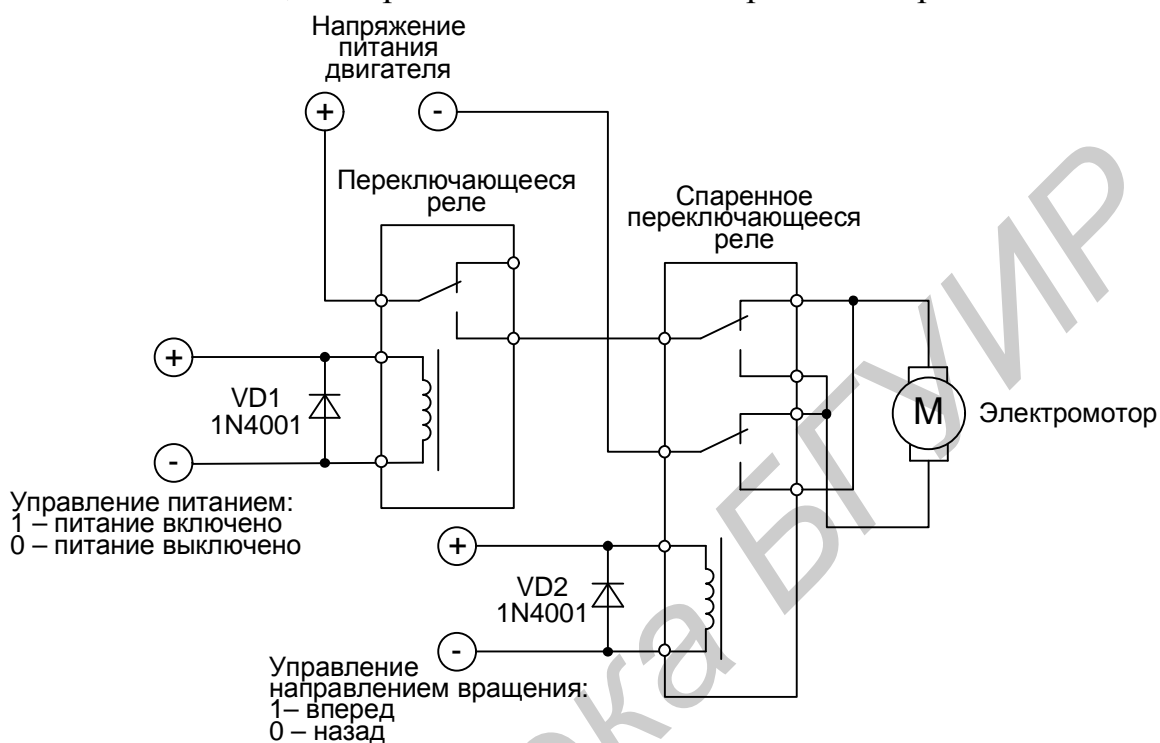 Напряжение
питания
двигателя
+
-
Переключающееся
реле
Спаренное
переключающееся
реле
+
VD1
1N4001
-
M
Электромотор
Управление питанием:
1 – питание включено
0 – питание выключено
+
VD2
1N4001
-
Управление
направлением вращения:
1– вперед
0 – назад
БГУИР